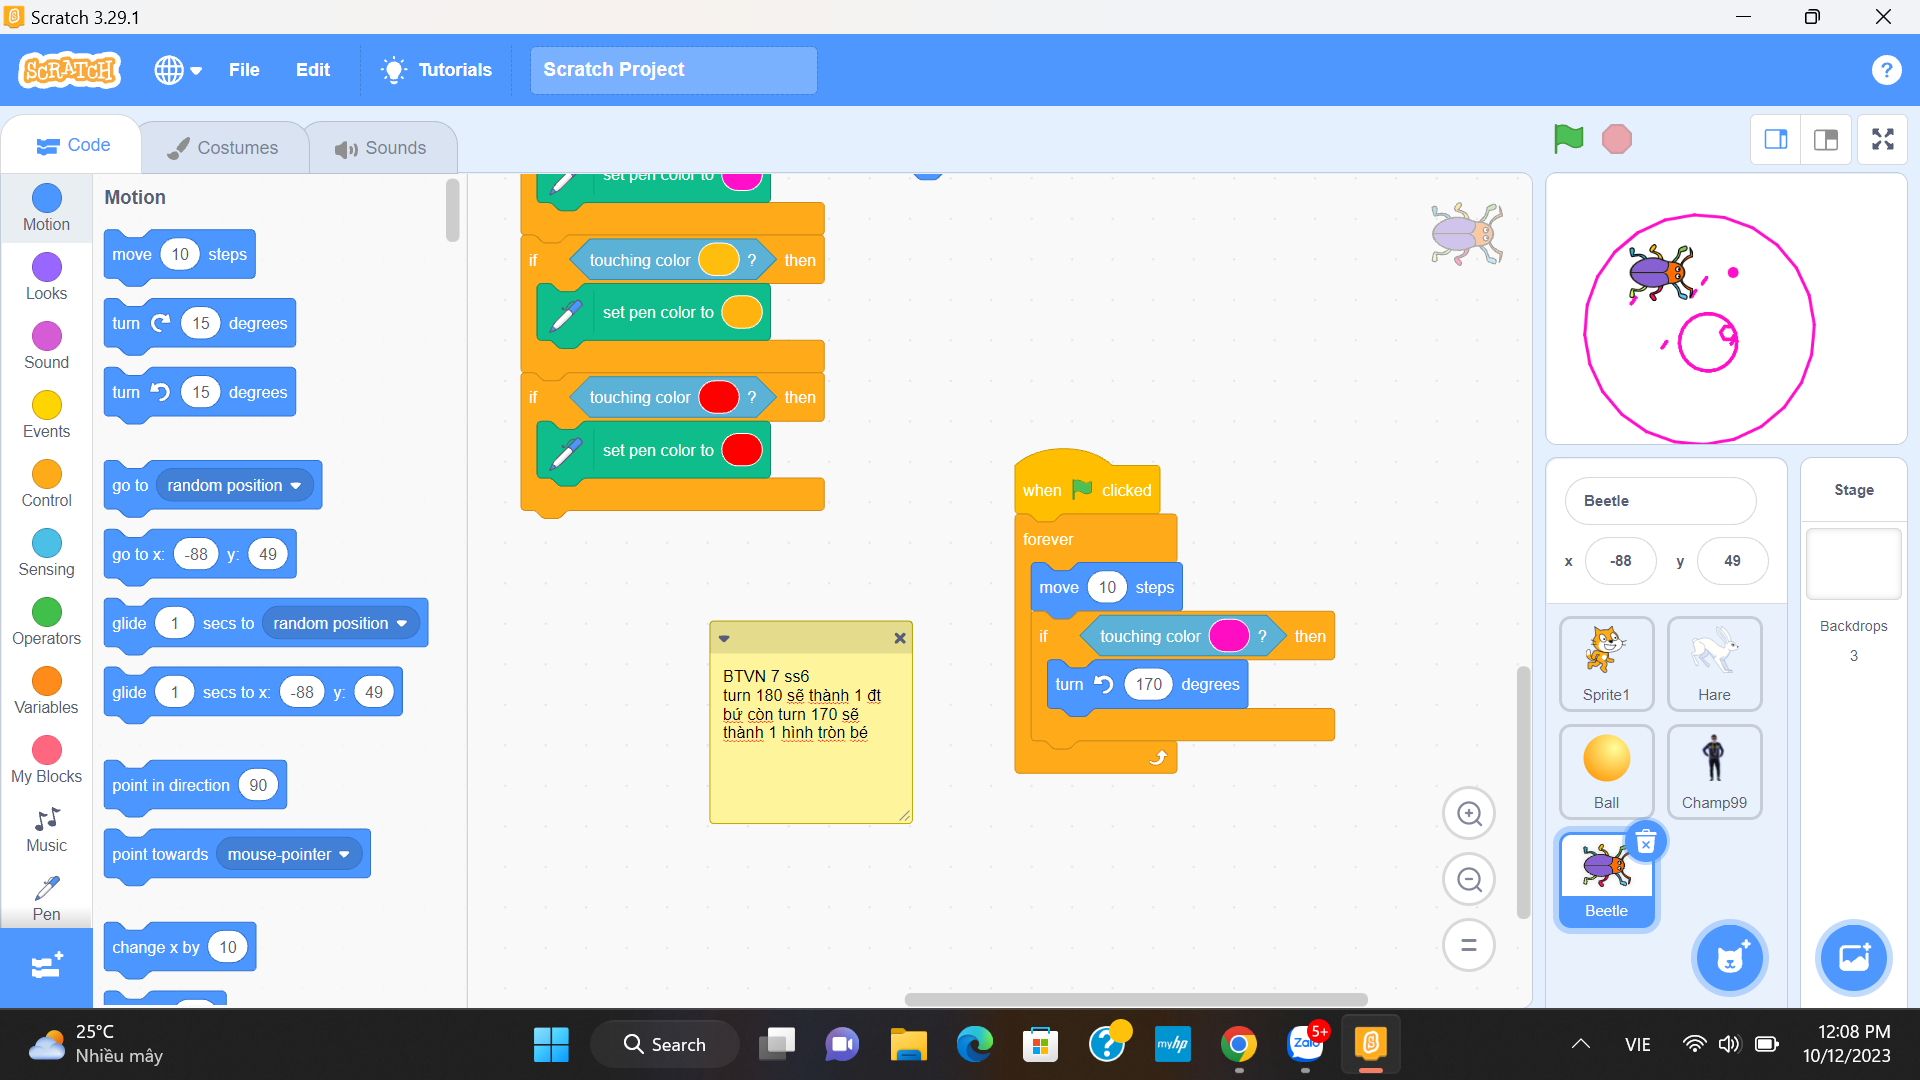 Scratch 3.29.1
SCRATCH
File
Edit
Tutorials
Scratch Project
?
Code
Costumes
Sounds
Motion
Looks
Sound
Events
Control
Sensing
Operators
Variables
My Blocks
Music
Pen
Motion
move 10 steps
turn 15 degrees
turn 15 degrees
go to random position
go to x: -88 y: 49
glide 1 secs to random position
glide 1 secs to x: -88 y: 49
point in direction 90
point towards mouse-pointer
change x by 10
set pen color to
if touching color ? then
set pen color to
if touching color ? then
set pen color to
BTVN 7 ss6
turn 180 sẽ thành 1 đt
bứ còn turn 170 sẽ
thành 1 hình tròn bé
when clicked
forever
move 10 steps
if touching color ? then
turn 170 degrees
Beetle
x -88 y 49
Sprite1
Hare
Ball
Champ99
Beetle
Stage
Backdrops
3
25°C
Nhiều mây
Search
?
myhp
Zalo
5+
VIE
12:08 PM
10/12/2023